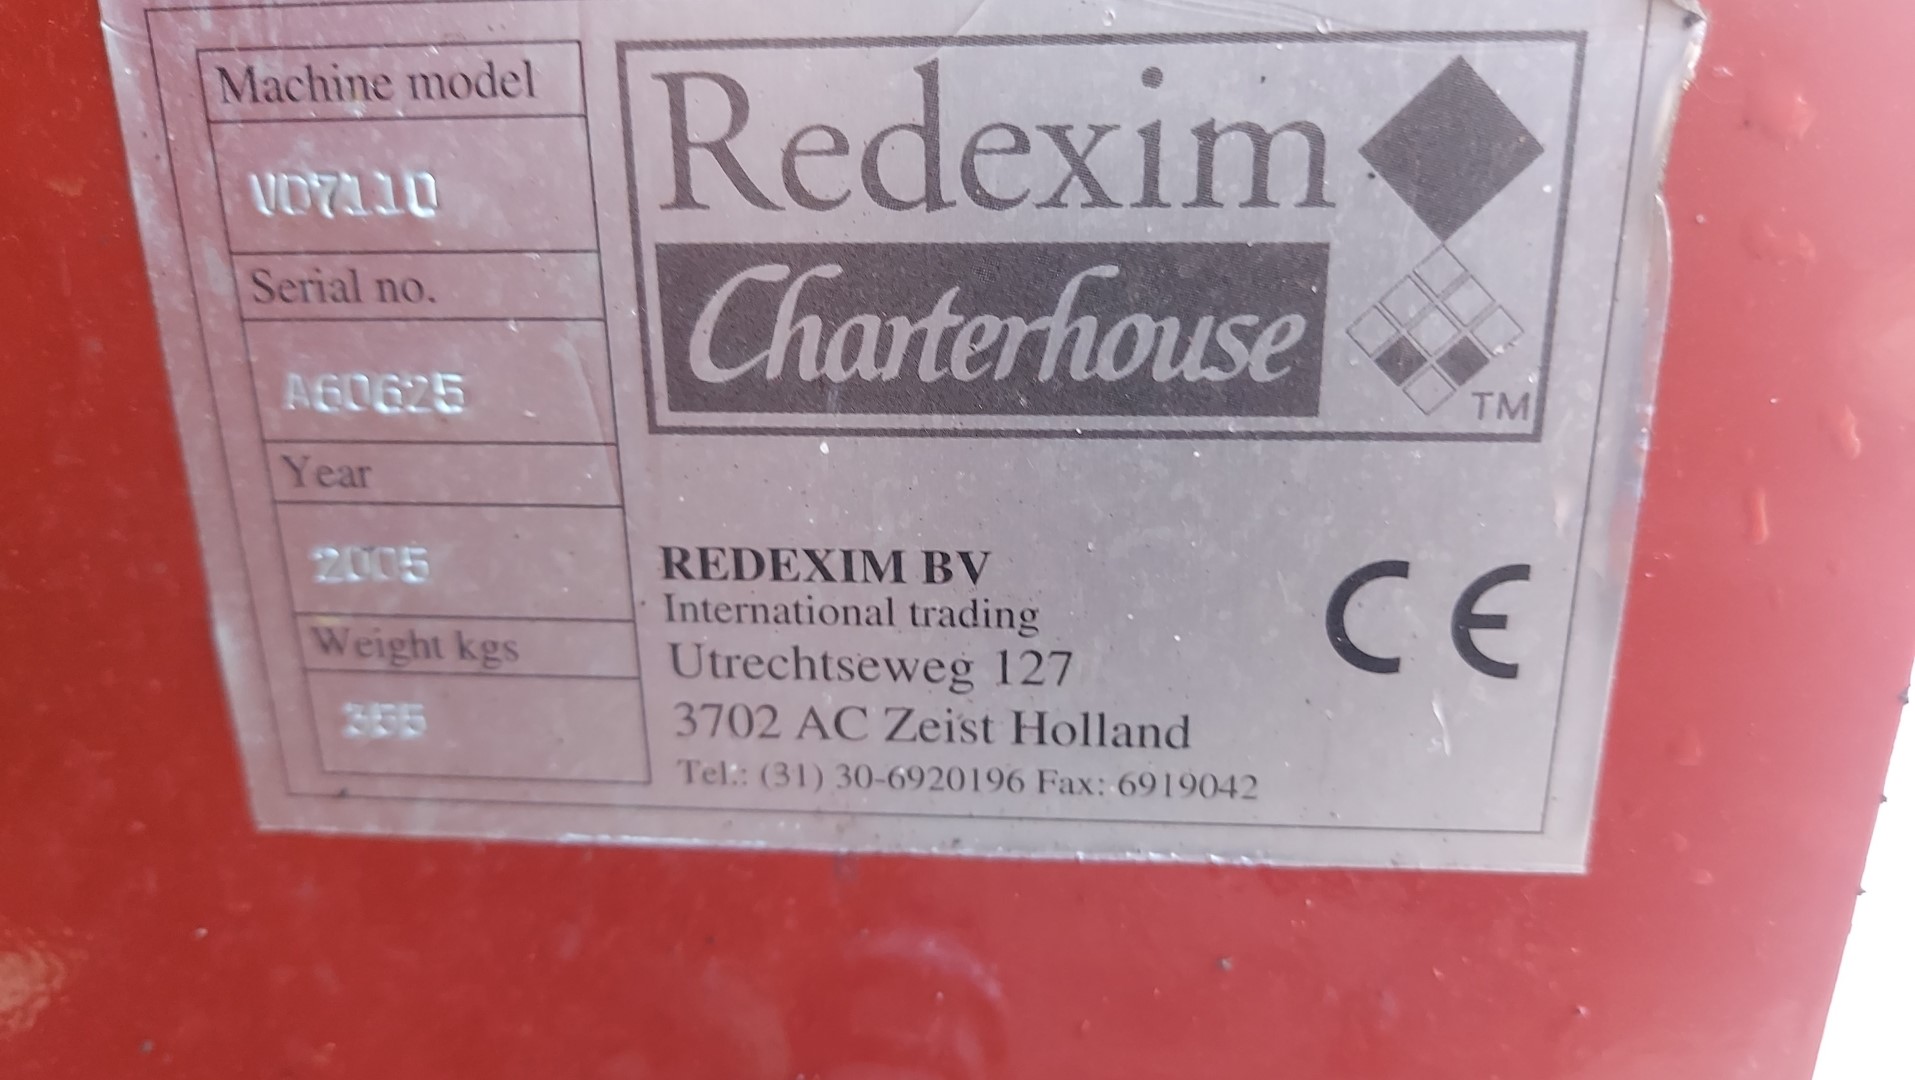 Machine model
VD7110
Serial no.
A60625
Year
2005
Weight kgs
355
Redexim
Charterhouse
TM
REDEXIM BV
International trading
Utrechtseweg 127
3702 AC Zeist Holland
Tel.: (31) 30-6920196 Fax: 6919042
CE